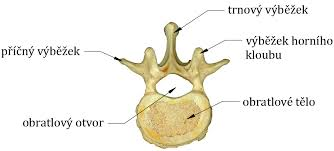 trnový výběžek
příčný výběžek
výběžek horního
kloubu
obratlové tělo
obratlový otvor